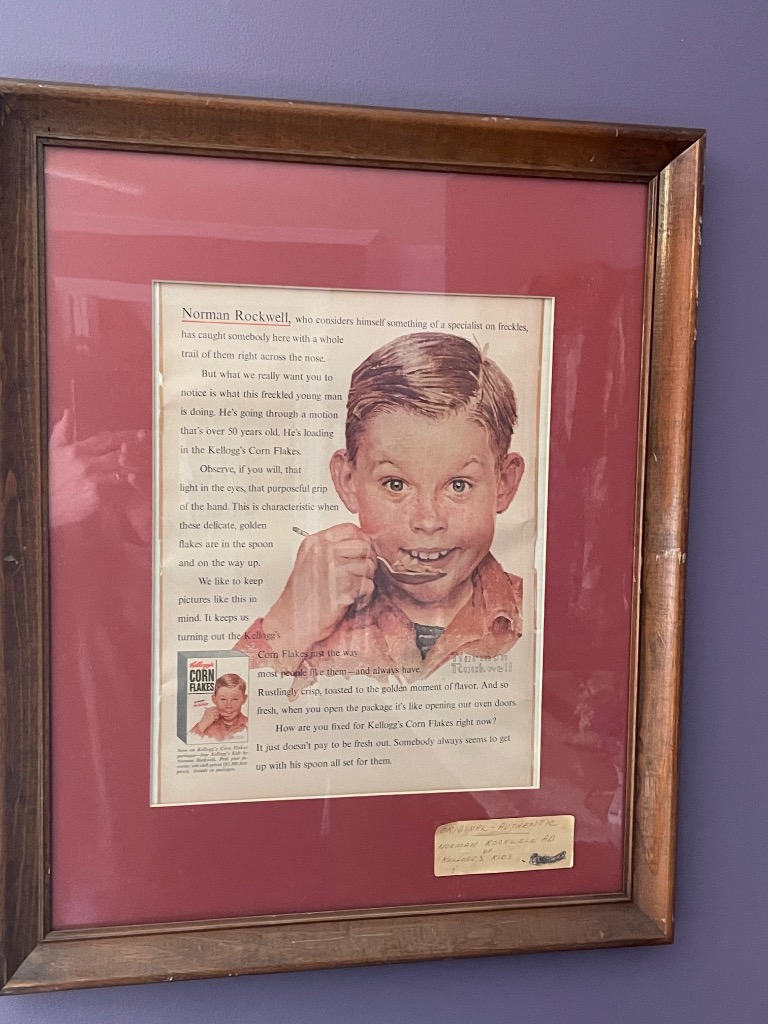 Norman Rockwell, who considers himself something of a specialist on freckles,
has caught somebody here with a whole
trail of them right across the nose.
But what we really want you to
notice is what this freckled young man
is doing. He's going through a motion
that's over 50 years old. He's loading
in the Kellogg's Corn Flakes.
Observe, if you will, that
light in the eyes, that purposeful grip
of the hand. This is characteristic when
these delicate, golden
flakes are in the spoon
and on the way up.
We like to keep
pictures like this in
mind. It keeps us
turning out the Kellogg's
Corn Flakes just the way
most people like them—and always have.
Rustlingly crisp, toasted to the golden moment of flavor. And so
fresh, when you open the package it's like opening our oven doors.
How are you fixed for Kellogg's Corn Flakes right now?
It just doesn't pay to be fresh out. Somebody always seems to get
up with his spoon all set for them.
Norman
Rockwell
Kellogg's
CORN
FLAKES
ORIGINAL - AUTHENTIC
NORMAN ROCKWELL AD
OF
KELLOGG'S KIDS